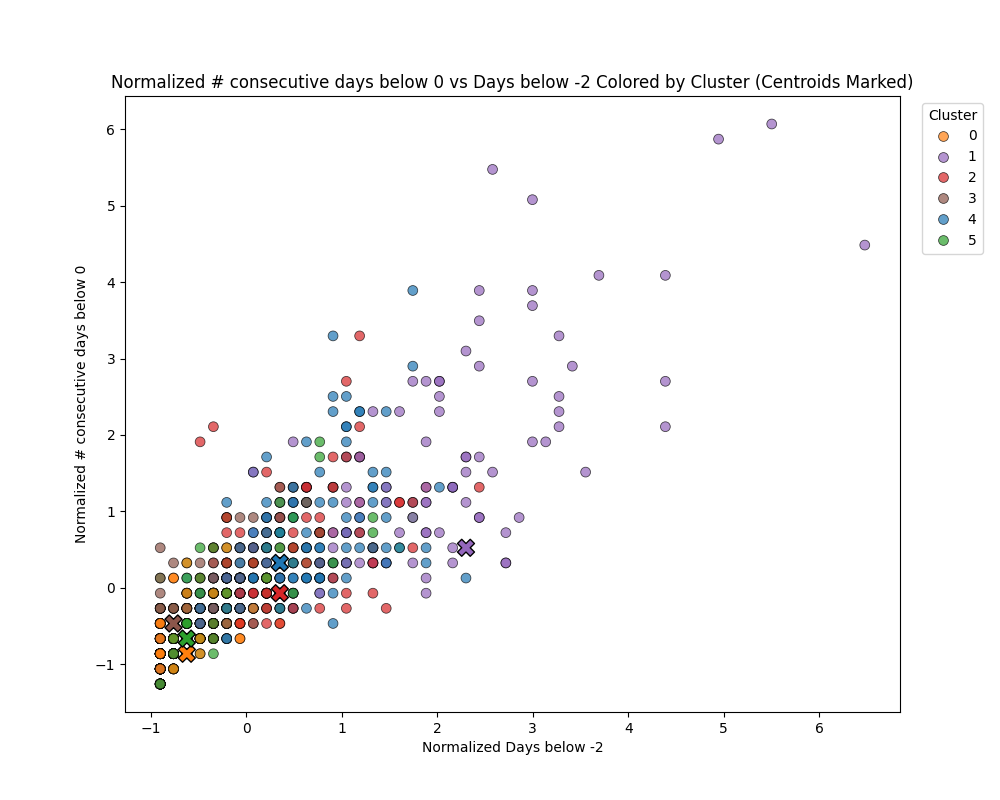 Normalized # consecutive days below 0 vs Days below -2 Colored by Cluster (Centroids Marked)
Cluster
0
1
2
3
4
5
Normalized # consecutive days below 0
6
5
4
3
2
1
0
−1
−1 0 1 2 3 4 5 6
Normalized Days below -2